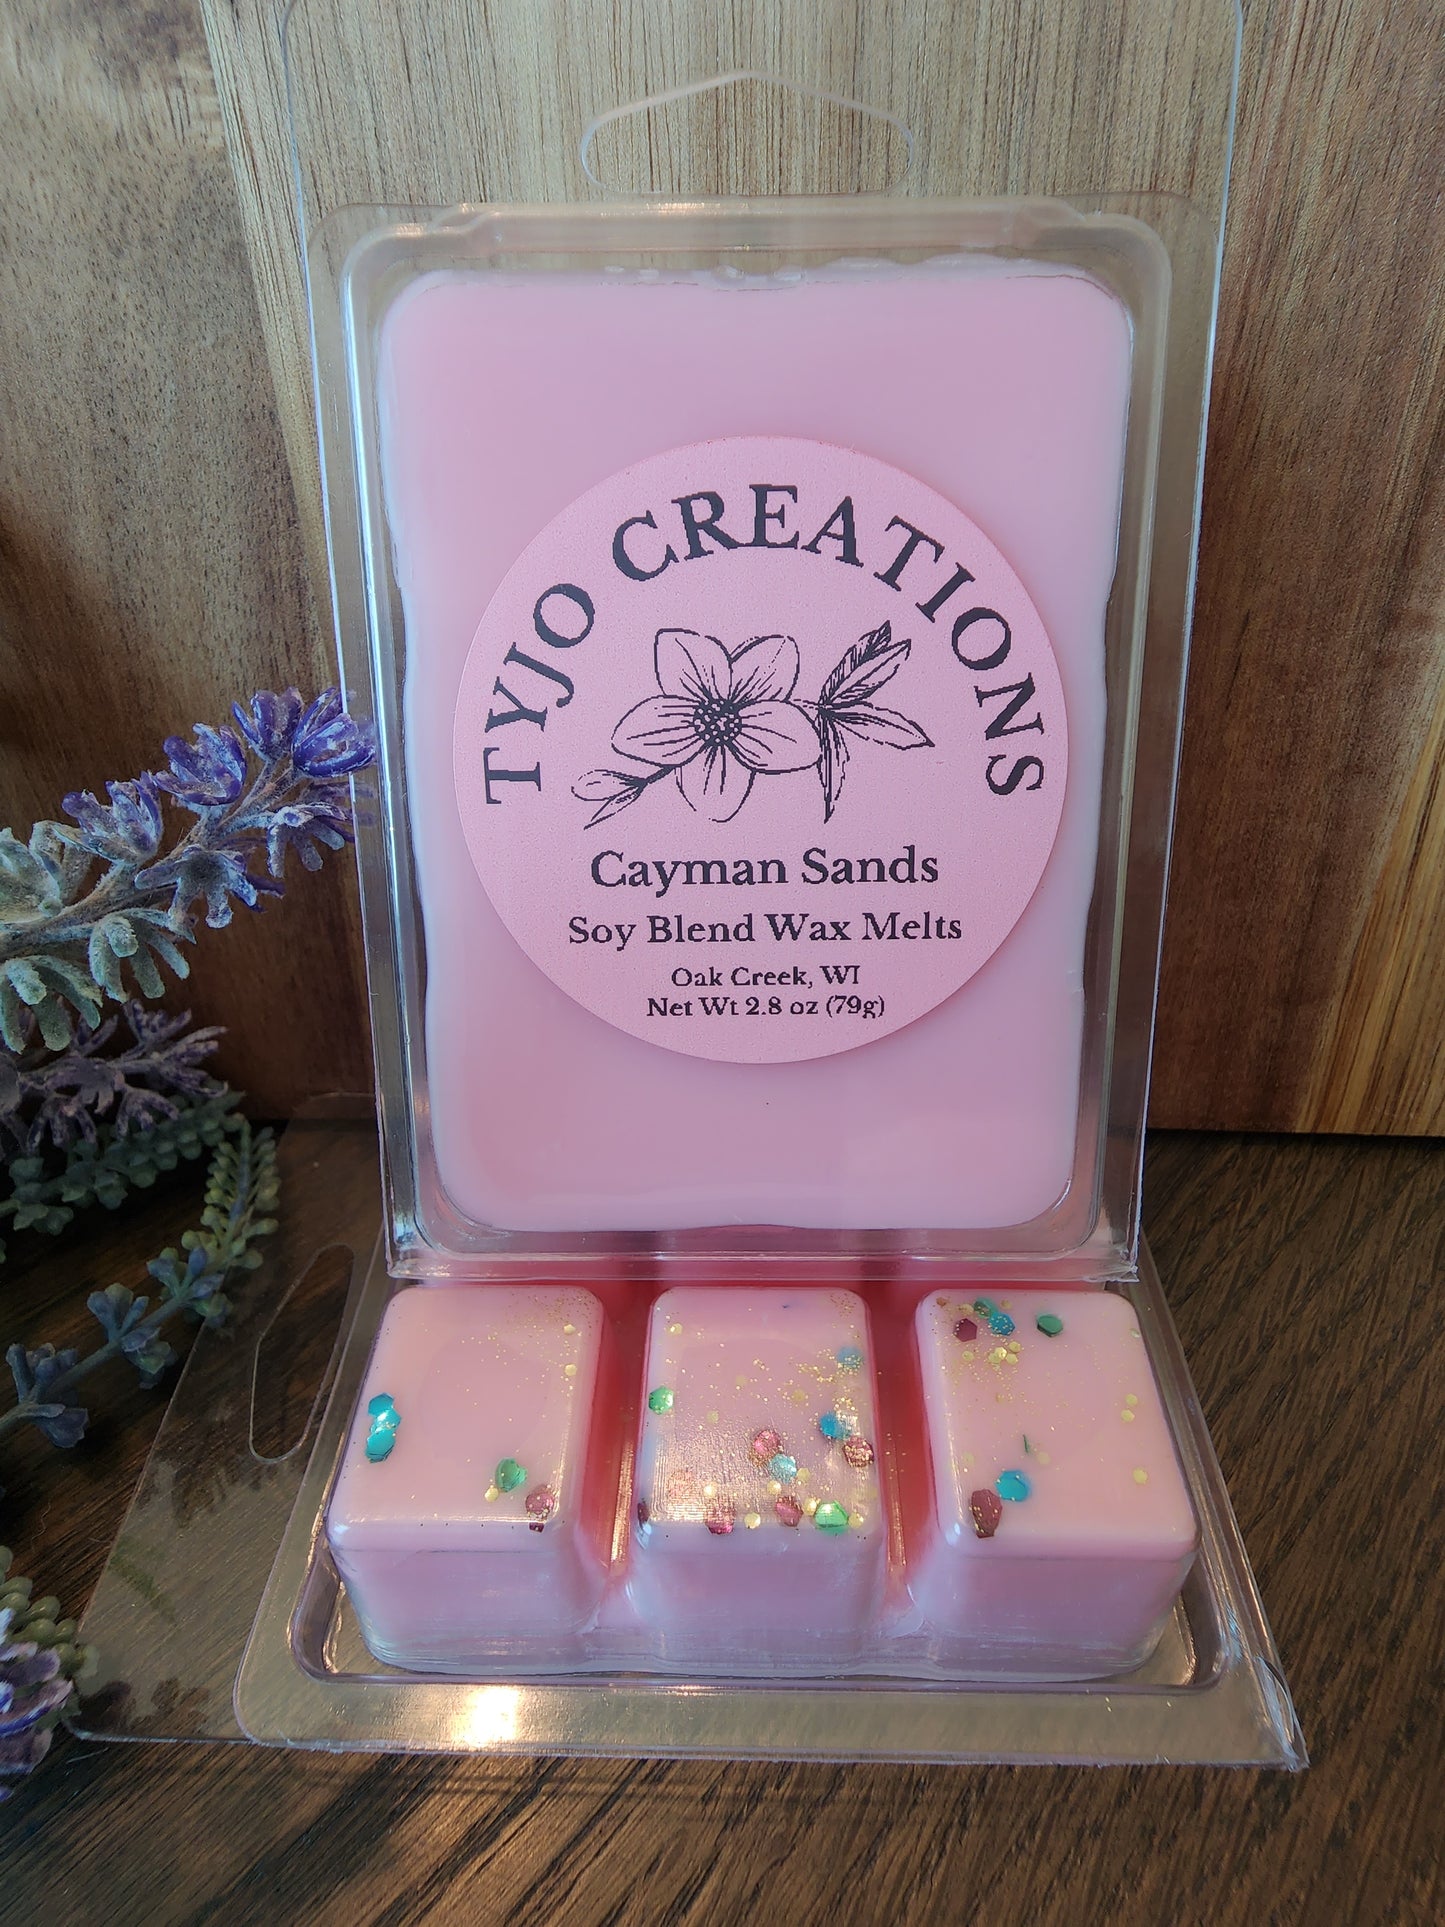 TYJO CREATIONS
Cayman Sands
Soy Blend Wax Melts
Oak Creek, WI
Net Wt 2.8 oz (79g)